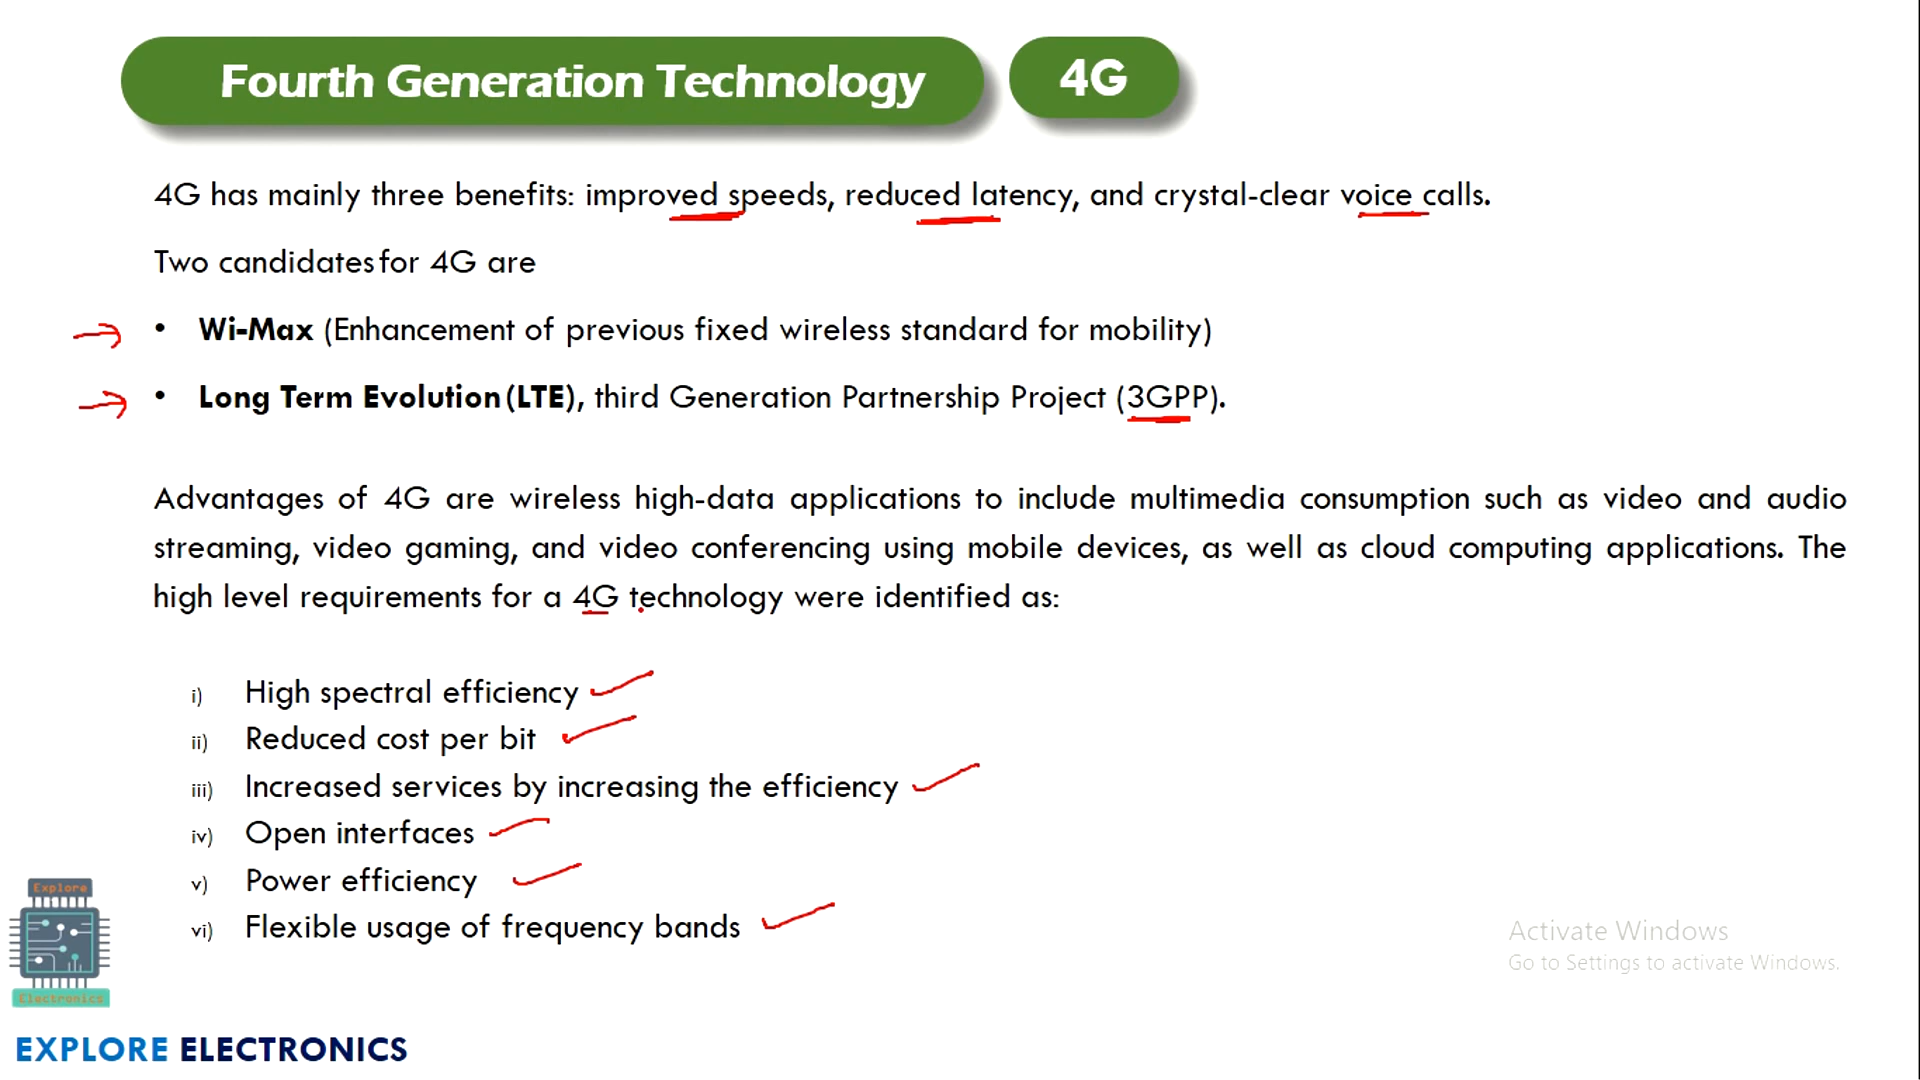 Fourth Generation Technology
4G
4G has mainly three benefits: improved speeds, reduced latency, and crystal-clear voice calls.
Two candidates for 4G are
• Wi-Max (Enhancement of previous fixed wireless standard for mobility)
• Long Term Evolution (LTE), third Generation Partnership Project (3GPP).
Advantages of 4G are wireless high-data applications to include multimedia consumption such as video and audio
streaming, video gaming, and video conferencing using mobile devices, as well as cloud computing applications. The
high level requirements for a 4G technology were identified as:
i) High spectral efficiency
ii) Reduced cost per bit
iii) Increased services by increasing the efficiency
iv) Open interfaces
v) Power efficiency
vi) Flexible usage of frequency bands
Explore
Electronics
EXPLORE ELECTRONICS
Activate Windows
Go to Settings to activate Windows.